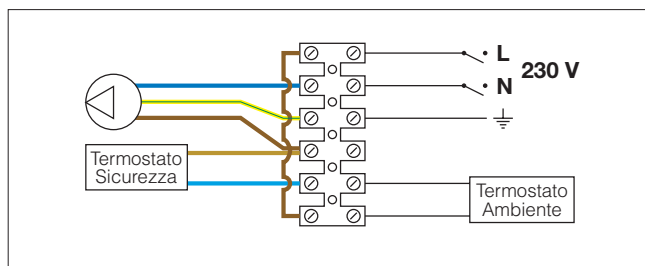 L
230 V
N
Termostato
Sicurezza
Termostato
Ambiente